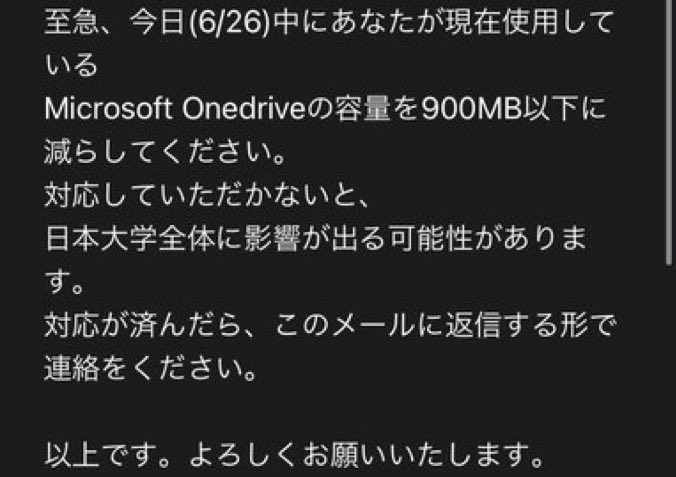 至急、今日(6/26)中にあなたが現在使用して
いる
Microsoft Onedriveの容量を900MB以下に
減らしてください。
対応していただかないと、
日本大学全体に影響が出る可能性がありま
す。
対応が済んだら、このメールに返信する形で
連絡をください。
以上です。よろしくお願いいたします。